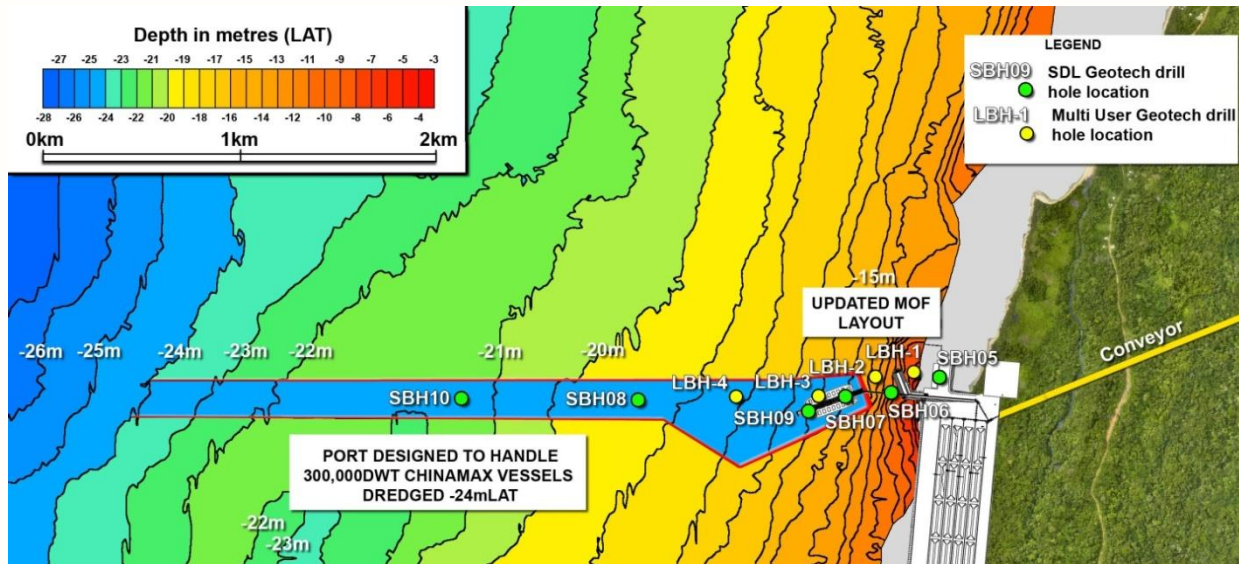 Depth in metres (LAT)
-27 -25 -23 -21 -19 -17 -15 -13 -11 -9 -7 -5 -3
-28 -26 -24 -22 -20 -18 -16 -14 -12 -10 -8 -6 -4
0km 1km 2km
LEGEND
SBH09 SDL Geotech drill
hole location
LBH-1 Multi User Geotech drill
hole location
-15m
UPDATED MOF
LAYOUT
Conveyor
-26m -25m -24m -23m -22m -21m -20m
LBH-4 LBH-3 LBH-2 LBH-1 SBH05
SBH10 SBH08 SBH09 SBH07 SBH06
PORT DESIGNED TO HANDLE
300,000DWT CHINAMAX VESSELS
DREDGED -24mLAT
-22m
-23m